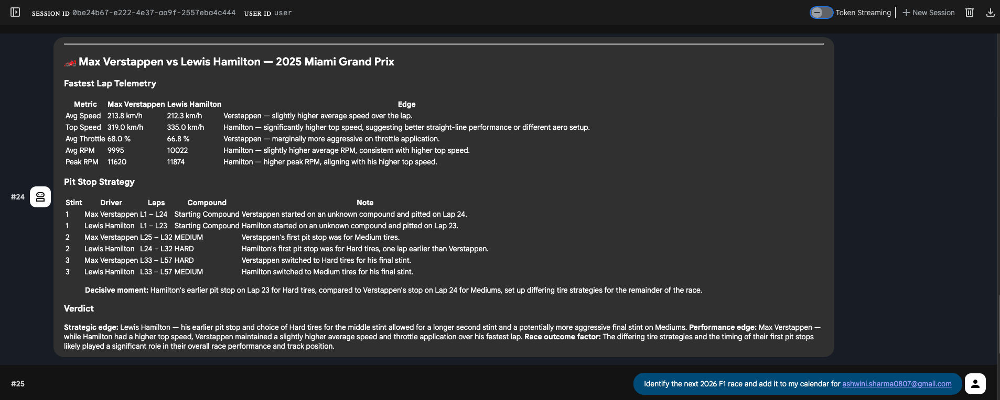 SESSION ID 0be24b67-e222-4e37-aa9f-2557eba4c444 USER ID user Token Streaming New Session
🏎️ Max Verstappen vs Lewis Hamilton — 2025 Miami Grand Prix
Fastest Lap Telemetry
Metric Max Verstappen Lewis Hamilton Edge
Avg Speed 213.8 km/h 212.3 km/h Verstappen — slightly higher average speed over the lap.
Top Speed 319.0 km/h 335.0 km/h Hamilton — significantly higher top speed, suggesting better straight-line performance or different aero setup.
Avg Throttle 68.0 % 66.8 % Verstappen — marginally more aggressive on throttle application.
Avg RPM 9995 10022 Hamilton — slightly higher average RPM, consistent with higher top speed.
Peak RPM 11620 11874 Hamilton — higher peak RPM, aligning with his higher top speed.
Pit Stop Strategy
Stint Driver Laps Compound Note
1 Max Verstappen L1 – L24 Starting Compound Verstappen started on an unknown compound and pitted on Lap 24.
1 Lewis Hamilton L1 – L23 Starting Compound Hamilton started on an unknown compound and pitted on Lap 23.
2 Max Verstappen L25 – L32 MEDIUM Verstappen's first pit stop was for Medium tires.
2 Lewis Hamilton L24 – L32 HARD Hamilton's first pit stop was for Hard tires, one lap earlier than Verstappen.
3 Max Verstappen L33 – L57 HARD Verstappen switched to Hard tires for his final stint.
3 Lewis Hamilton L33 – L57 MEDIUM Hamilton switched to Medium tires for his final stint.
Decisive moment: Hamilton's earlier pit stop on Lap 23 for Hard tires, compared to Verstappen's stop on Lap 24 for Mediums, set up differing tire strategies for the remainder of the race.
Verdict
Strategic edge: Lewis Hamilton — his earlier pit stop and choice of Hard tires for the middle stint allowed for a longer second stint and a potentially more aggressive final stint on Mediums. Performance edge: Max Verstappen —
while Hamilton had a higher top speed, Verstappen maintained a slightly higher average speed and throttle application over his fastest lap. Race outcome factor: The differing tire strategies and the timing of their first pit stops
likely played a significant role in their overall race performance and track position.
#24
#25
Identify the next 2026 F1 race and add it to my calendar for ashwini.sharma0807@gmail.com